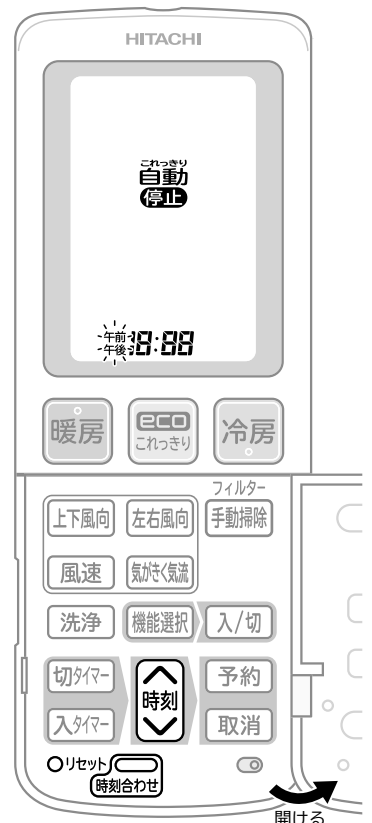 HITACHI
これっきり
自動
停止
午前
午後 18:88
暖房
eco
これっきり
冷房
フィルター
上下風向 左右風向 手動掃除
風速 気がきく気流
洗浄 機能選択 入/切
切タイマー 時刻 予約
入タイマー 取消
リセット
時刻合わせ
開ける